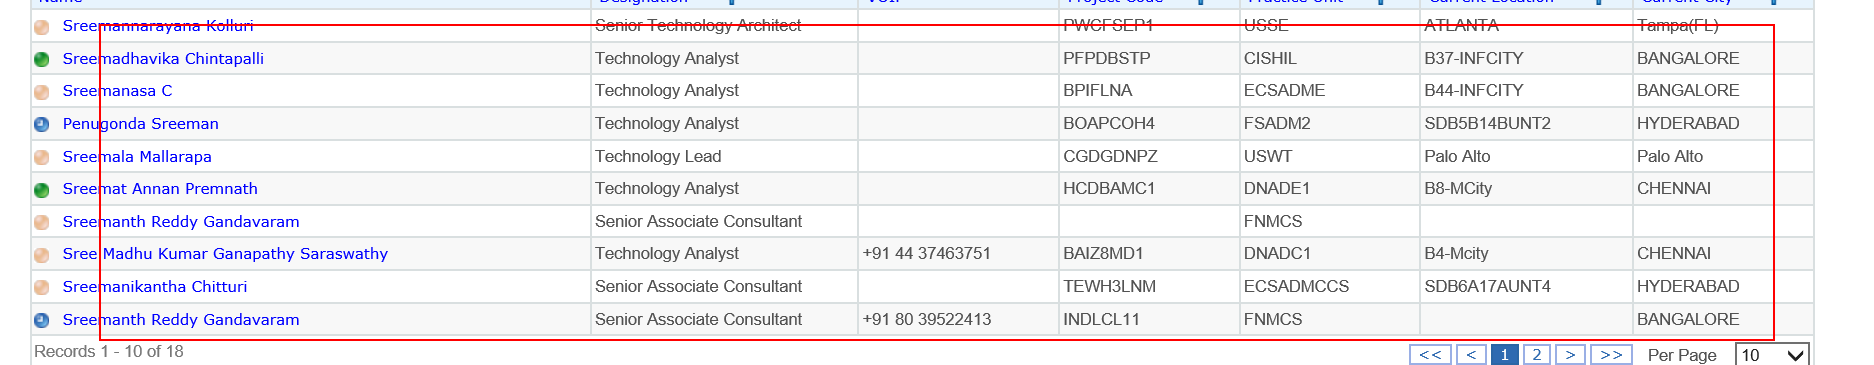 Name Designation VOIP Project Code Practice Unit Current Location Current City
Sreemannarayana Kolluri Senior Technology Architect PWCFSEP1 USSE ATLANTA Tampa(FL)
Sreemadhavika Chintapalli Technology Analyst PFPDBSTP CISHIL B37-INFCITY BANGALORE
Sreemanasa C Technology Analyst BPIFLNA ECSADME B44-INFCITY BANGALORE
Penugonda Sreeman Technology Analyst BOAPCOH4 FSADM2 SDB5B14BUNT2 HYDERABAD
Sreemala Mallarapa Technology Lead CGDGDNPZ USWT Palo Alto Palo Alto
Sreemat Annan Premnath Technology Analyst HCDBAMC1 DNADE1 B8-MCity CHENNAI
Sreemanth Reddy Gandavaram Senior Associate Consultant FNMCS
Sree Madhu Kumar Ganapathy Saraswathy Technology Analyst +91 44 37463751 BAIZ8MD1 DNADC1 B4-Mcity CHENNAI
Sreemanikantha Chitturi Senior Associate Consultant TEWH3LNM ECSADMCCS SDB6A17AUNT4 HYDERABAD
Sreemanth Reddy Gandavaram Senior Associate Consultant +91 80 39522413 INDLCL11 FNMCS BANGALORE
Records 1 - 10 of 18 << < 1 2 > >> Per Page 10